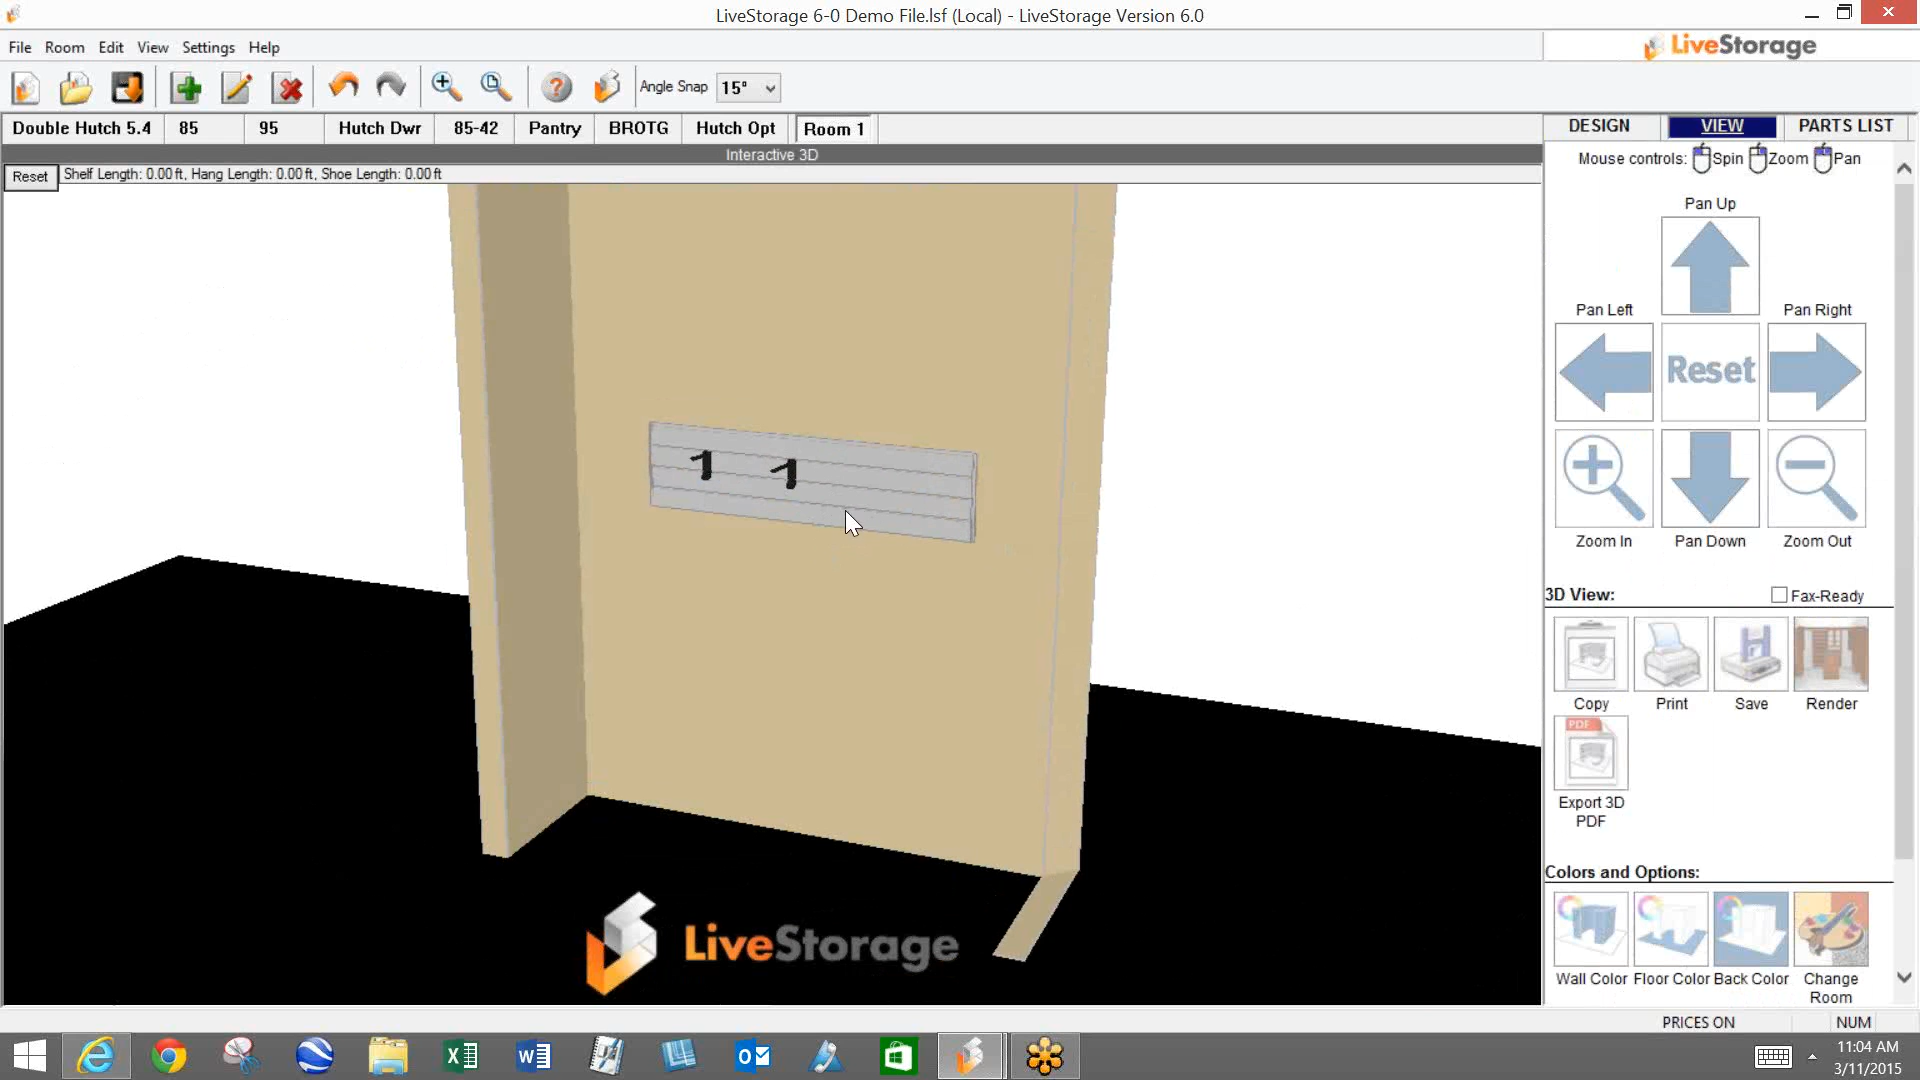 LiveStorage 6-0 Demo File.lsf (Local) - LiveStorage Version 6.0
File Room Edit View Settings Help
LiveStorage
Angle Snap 15°
Double Hutch 5.4 85 95 Hutch Dwr 85-42 Pantry BROTG Hutch Opt Room 1
DESIGN VIEW PARTS LIST
Interactive 3D
Reset Shelf Length: 0.00 ft, Hang Length: 0.00 ft, Shoe Length: 0.00 ft
Mouse controls: Spin Zoom Pan
Pan Up
Pan Left Pan Right
Reset
Zoom In Pan Down Zoom Out
3D View: Fax-Ready
Copy Print Save Render
PDF
Export 3D
PDF
Colors and Options:
Wall Color Floor Color Back Color Change
Room
LiveStorage
PRICES ON NUM
11:04 AM
3/11/2015